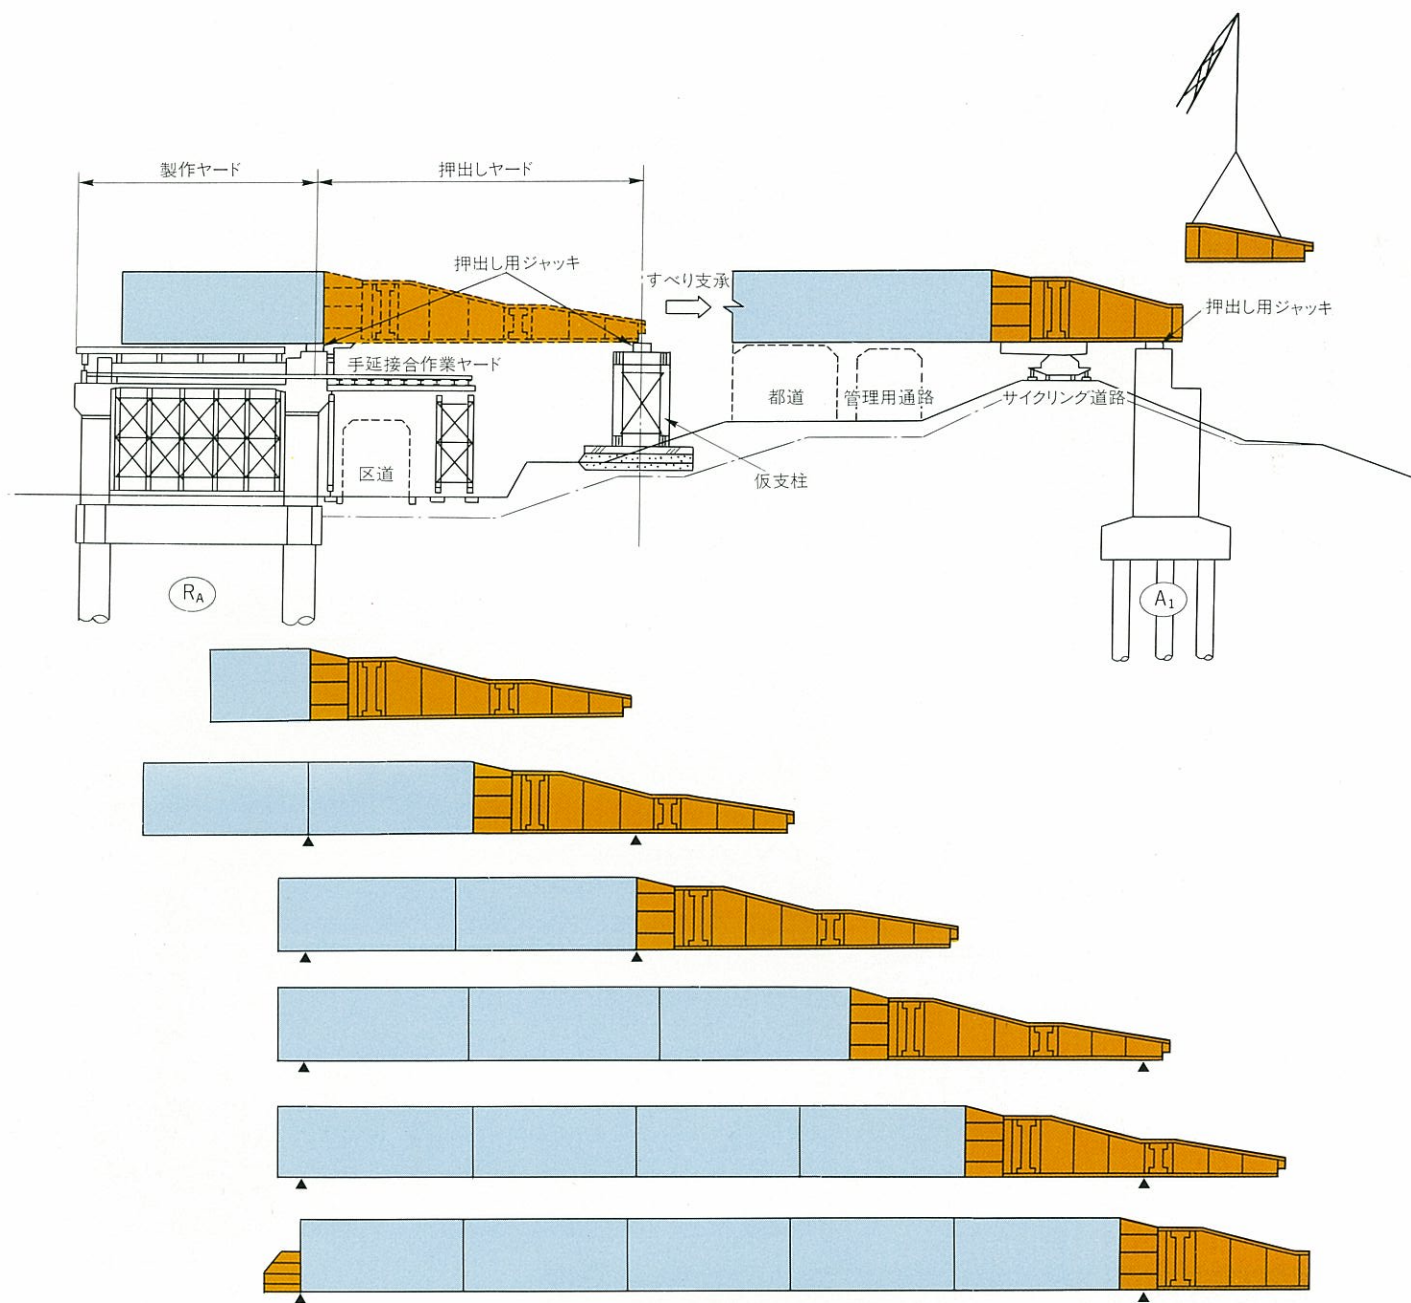 製作ヤード
押出しヤード
押出し用ジャッキ
すべり支承
押出し用ジャッキ
手延接合作業ヤード
都道
管理用通路
サイクリング道路
区道
仮支柱
RA
A1